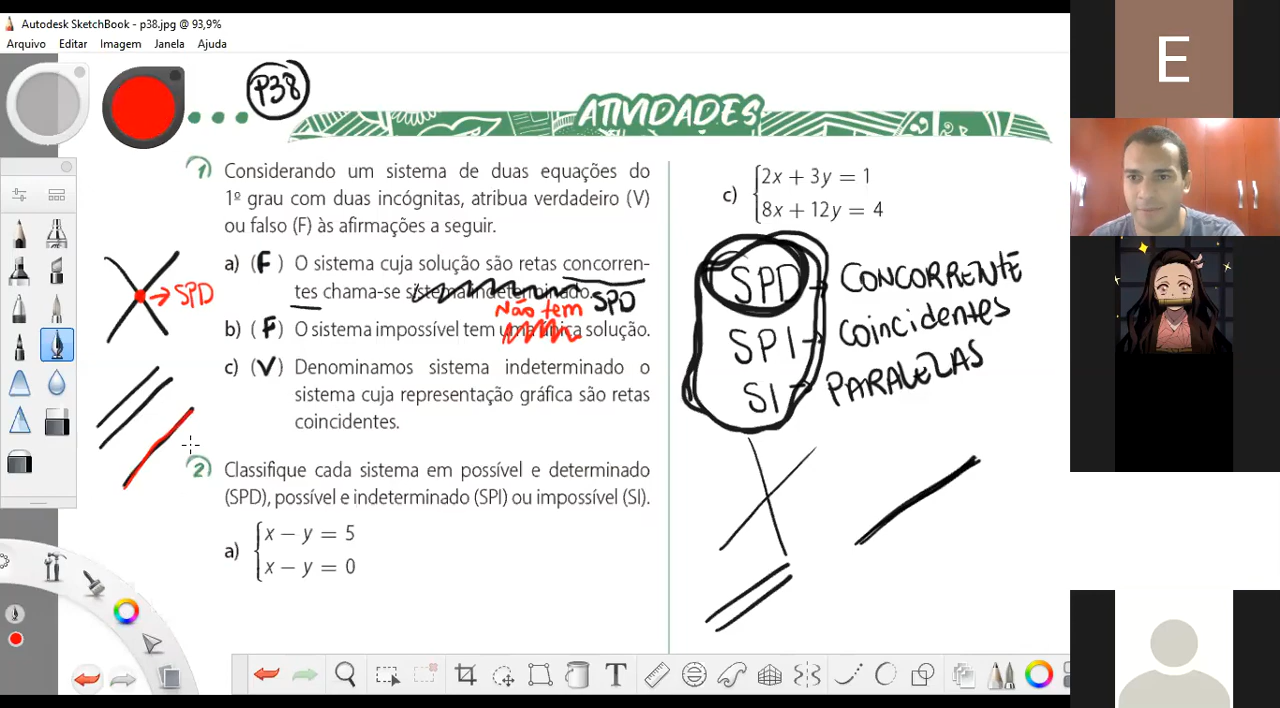 Autodesk SketchBook - p38.jpg @ 93,9%
Arquivo Editar Imagem Janela Ajuda
P38
ATIVIDADES
1 Considerando um sistema de duas equações do
1º grau com duas incógnitas, atribua verdadeiro (V)
ou falso (F) às afirmações a seguir.
a) (F) O sistema cuja solução são retas concorren-
tes chama-se sistema indeterminado. SPD
SPD
Não tem
b) (F) O sistema impossível tem uma única solução.
c) (V) Denominamos sistema indeterminado o
sistema cuja representação gráfica são retas
coincidentes.
2 Classifique cada sistema em possível e determinado
(SPD), possível e indeterminado (SPI) ou impossível (SI).
a) x − y = 5
x − y = 0
c) 2x + 3y = 1
8x + 12y = 4
SPD CONCORRENTE
SPI Coincidentes
SI PARALELAS
E
T